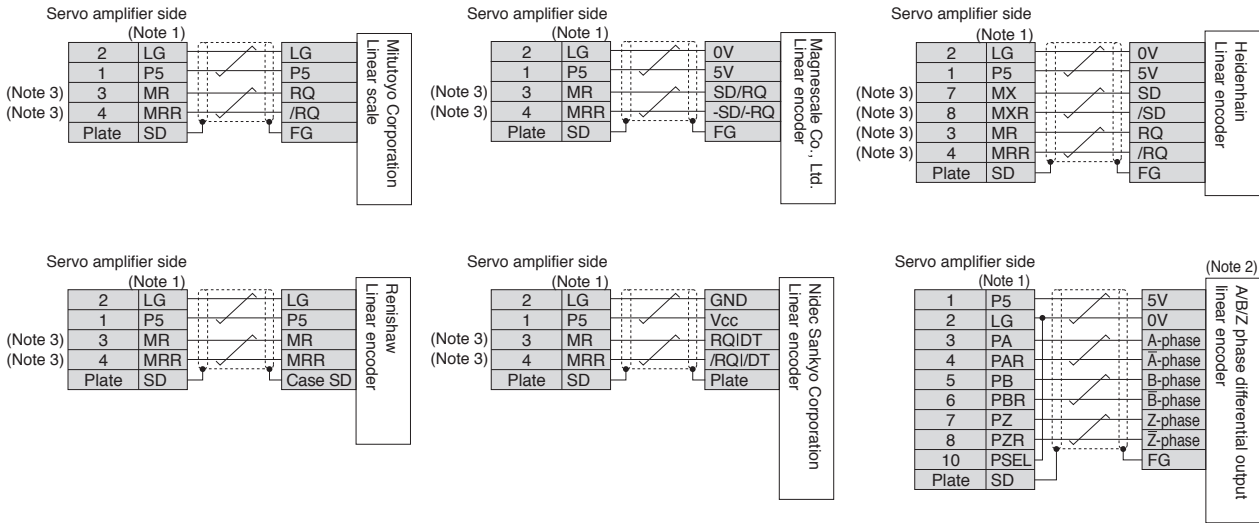 Servo amplifier side
(Note 1)
2 LG LG
1 P5 P5
(Note 3) 3 MR RQ
(Note 3) 4 MRR /RQ
Plate SD FG
Mitutoyo Corporation
Linear scale
Servo amplifier side
(Note 1)
2 LG 0V
1 P5 5V
(Note 3) 3 MR SD/RQ
(Note 3) 4 MRR -SD/-RQ
Plate SD FG
Magnescale Co., Ltd.
Linear encoder
Servo amplifier side
(Note 1)
2 LG 0V
1 P5 5V
(Note 3) 7 MX SD
(Note 3) 8 MXR /SD
(Note 3) 3 MR RQ
(Note 3) 4 MRR /RQ
Plate SD FG
Heidenhain
Linear encoder
Servo amplifier side
(Note 1)
2 LG LG
1 P5 P5
(Note 3) 3 MR MR
(Note 3) 4 MRR MRR
Plate SD Case SD
Renishaw
Linear encoder
Servo amplifier side
(Note 1)
2 LG GND
1 P5 Vcc
(Note 3) 3 MR RQIDT
(Note 3) 4 MRR /RQI/DT
Plate SD Plate
Nidec Sankyo Corporation
Linear encoder
Servo amplifier side
(Note 1)
(Note 2)
1 P5 5V
2 LG 0V
3 PA A-phase
4 PAR A̅-phase
5 PB B-phase
6 PBR B̅-phase
7 PZ Z-phase
8 PZR Z̅-phase
10 PSEL FG
Plate SD
A/B/Z phase differential output
linear encoder